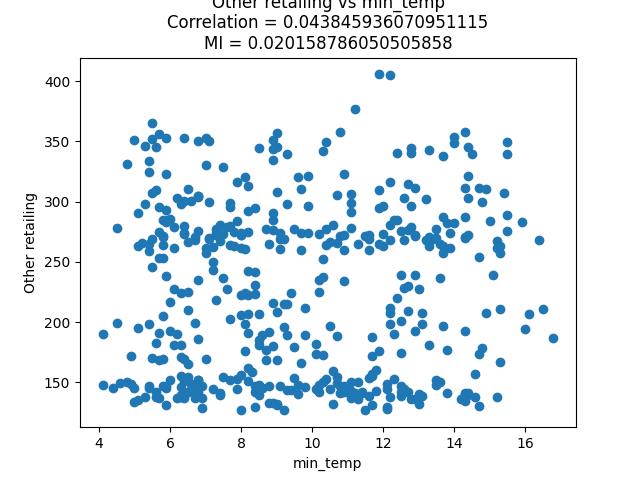 Other retailing vs min_temp
Correlation = 0.043845936070951115
MI = 0.020158786050505858
400
350
300
250
200
150
Other retailing
4 6 8 10 12 14 16
min_temp